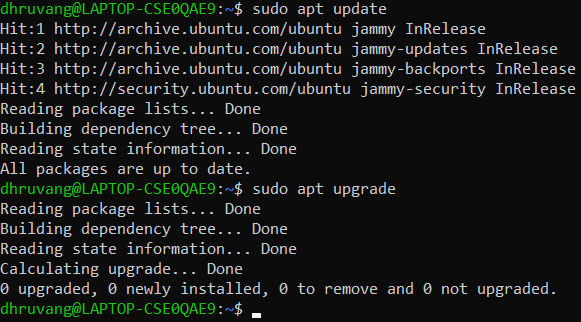 dhruvang@LAPTOP-CSE0QAE9:~$ sudo apt update
Hit:1 http://archive.ubuntu.com/ubuntu jammy InRelease
Hit:2 http://archive.ubuntu.com/ubuntu jammy-updates InRelease
Hit:3 http://archive.ubuntu.com/ubuntu jammy-backports InRelease
Hit:4 http://security.ubuntu.com/ubuntu jammy-security InRelease
Reading package lists... Done
Building dependency tree... Done
Reading state information... Done
All packages are up to date.
dhruvang@LAPTOP-CSE0QAE9:~$ sudo apt upgrade
Reading package lists... Done
Building dependency tree... Done
Reading state information... Done
Calculating upgrade... Done
0 upgraded, 0 newly installed, 0 to remove and 0 not upgraded.
dhruvang@LAPTOP-CSE0QAE9:~$